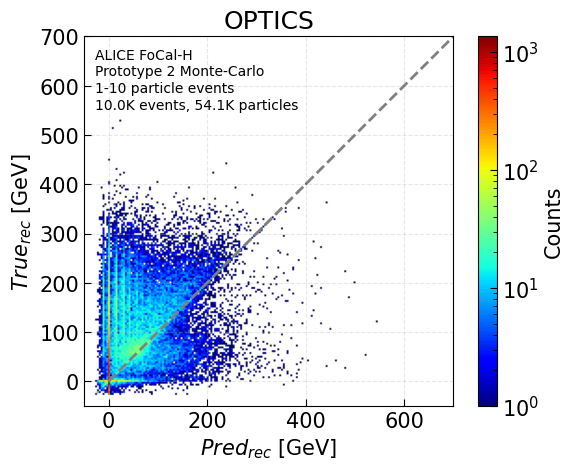 OPTICS
ALICE FoCal-H
Prototype 2 Monte-Carlo
1-10 particle events
10.0K events, 54.1K particles
700
600
500
400
300
200
100
0
True_rec [GeV]
0
200
400
600
Pred_rec [GeV]
10^3
10^2
10^1
10^0
Counts